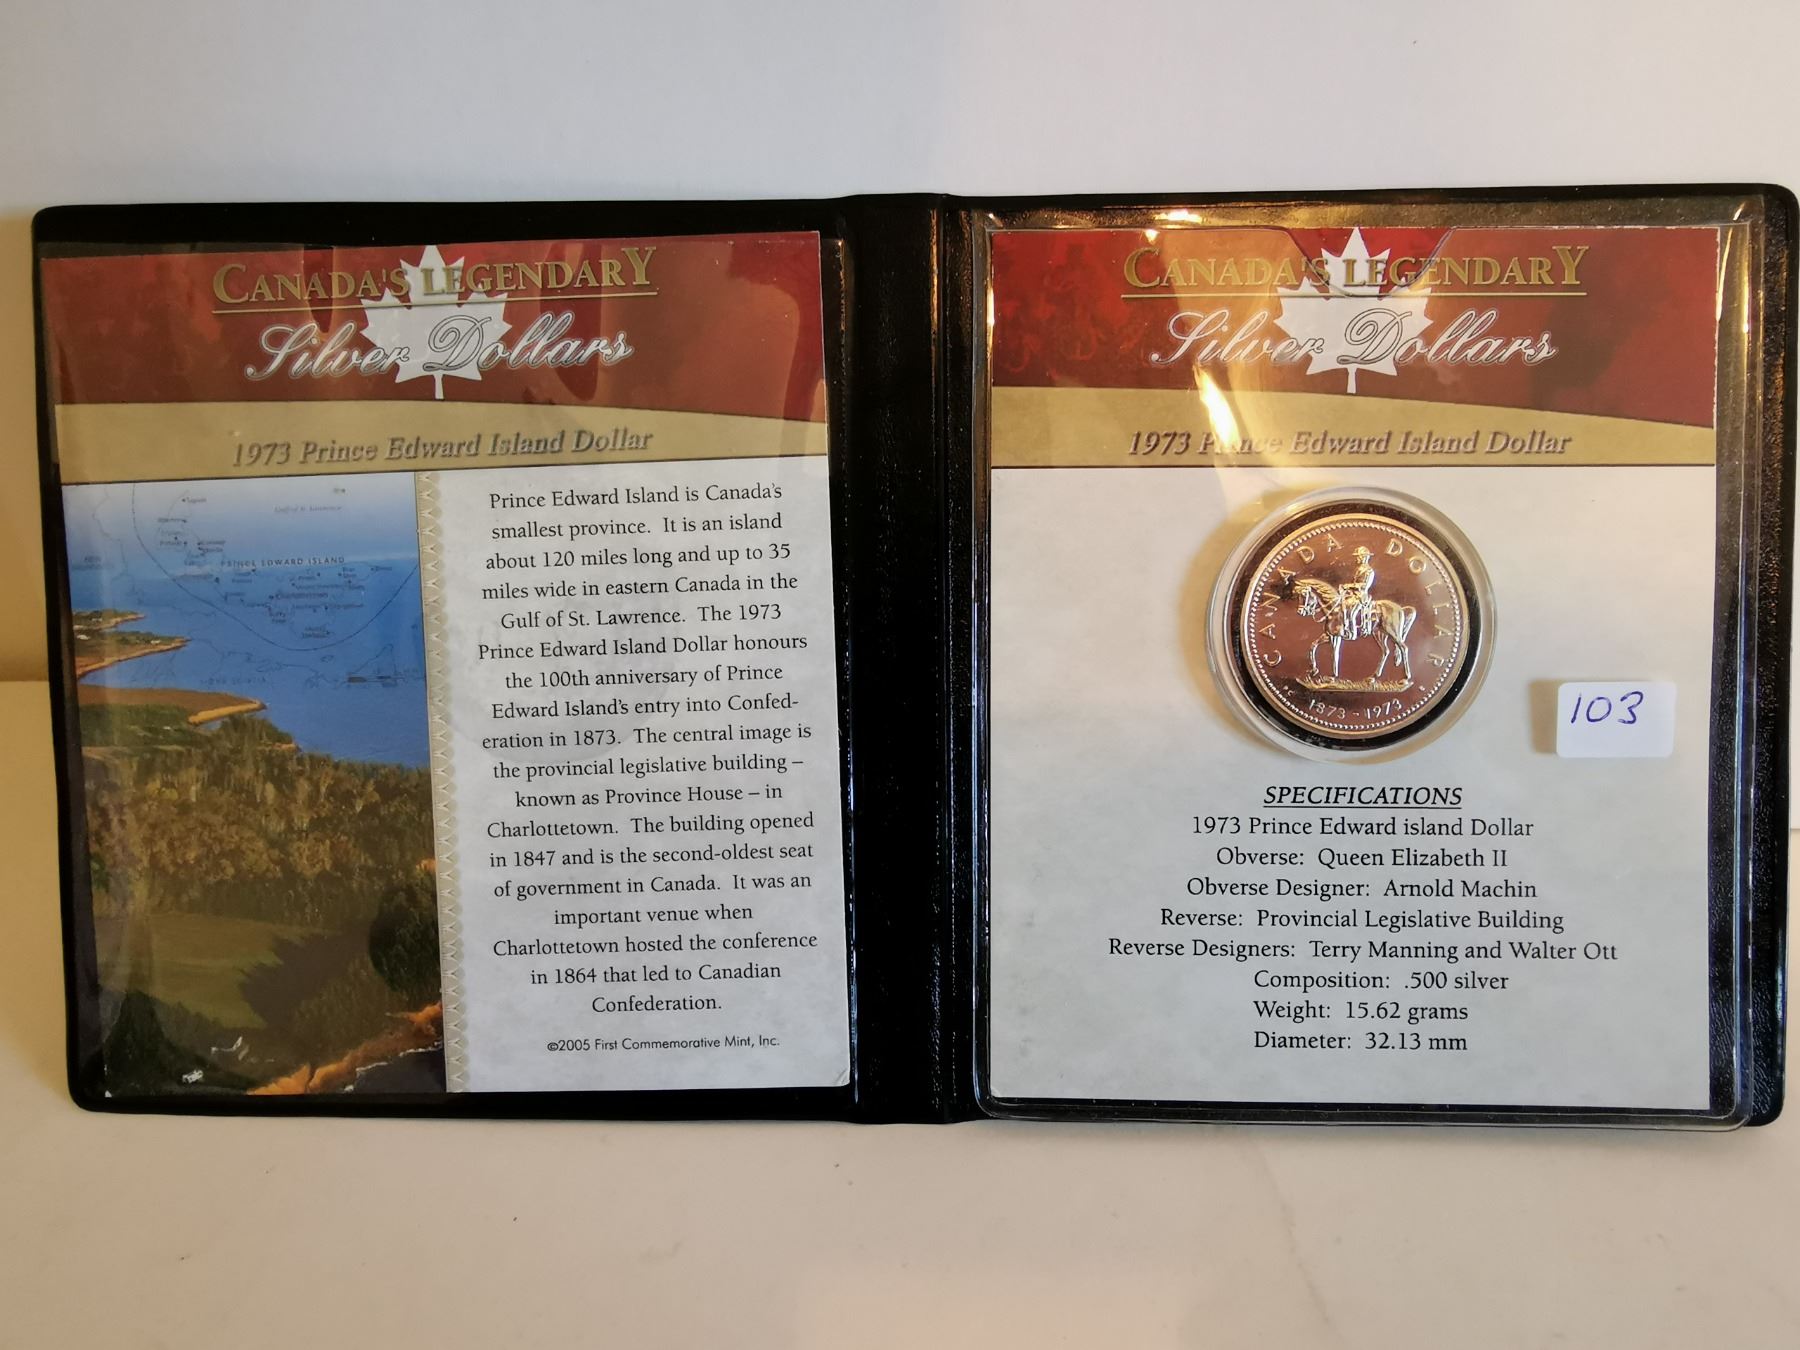 CANADA'S LEGENDARY
Silver Dollars
1973 Prince Edward Island Dollar
PRINCE EDWARD ISLAND
Prince Edward Island is Canada's
smallest province. It is an island
about 120 miles long and up to 35
miles wide in eastern Canada in the
Gulf of St. Lawrence. The 1973
Prince Edward Island Dollar honours
the 100th anniversary of Prince
Edward Island's entry into Confed-
eration in 1873. The central image is
the provincial legislative building –
known as Province House – in
Charlottetown. The building opened
in 1847 and is the second-oldest seat
of government in Canada. It was an
important venue when
Charlottetown hosted the conference
in 1864 that led to Canadian
Confederation.
©2005 First Commemorative Mint, Inc.
CANADA'S LEGENDARY
Silver Dollars
1973 Prince Edward Island Dollar
CANADA DOLLAR
1873-1973
103
SPECIFICATIONS
1973 Prince Edward island Dollar
Obverse: Queen Elizabeth II
Obverse Designer: Arnold Machin
Reverse: Provincial Legislative Building
Reverse Designers: Terry Manning and Walter Ott
Composition: .500 silver
Weight: 15.62 grams
Diameter: 32.13 mm